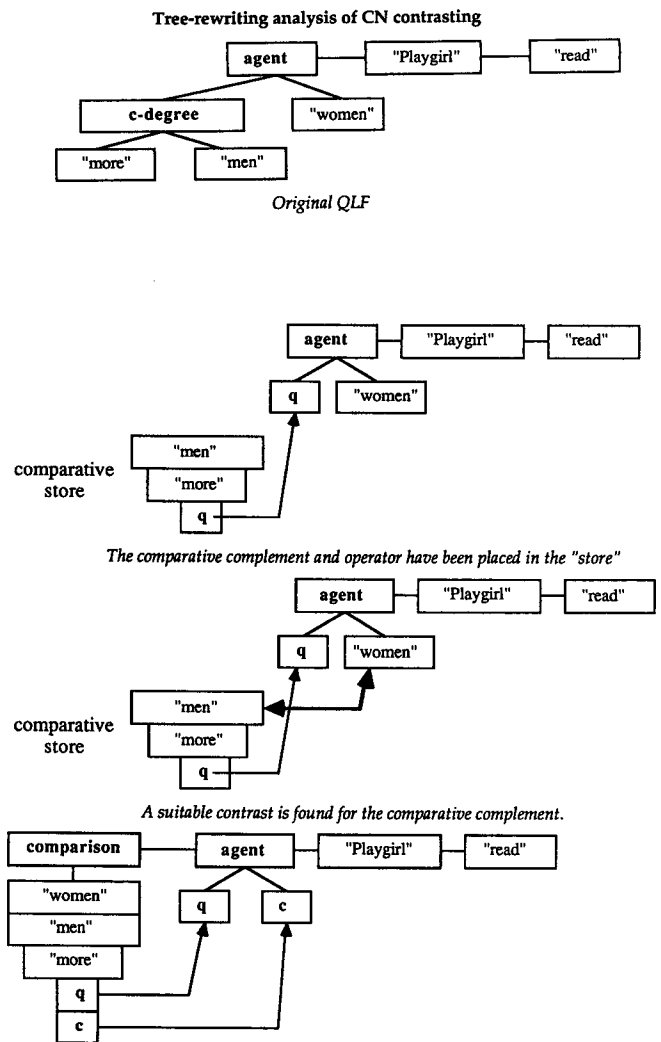 Tree-rewriting analysis of CN contrasting
agent "Playgirl" "read"
c-degree "women"
"more" "men"
Original QLF
agent "Playgirl" "read"
q "women"
"men"
comparative
store
"more"
q
The comparative complement and operator have been placed in the "store"
agent "Playgirl" "read"
q "women"
"men"
comparative
store
"more"
q
A suitable contrast is found for the comparative complement.
comparison agent "Playgirl" "read"
"women"
q c
"men"
"more"
q
c